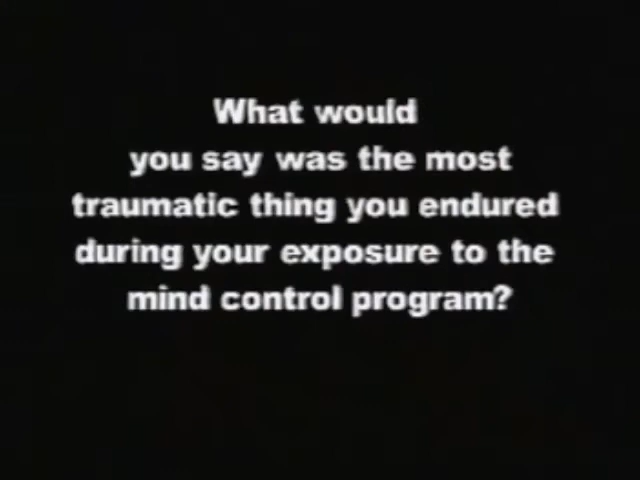 What would
you say was the most
traumatic thing you endured
during your exposure to the
mind control program?